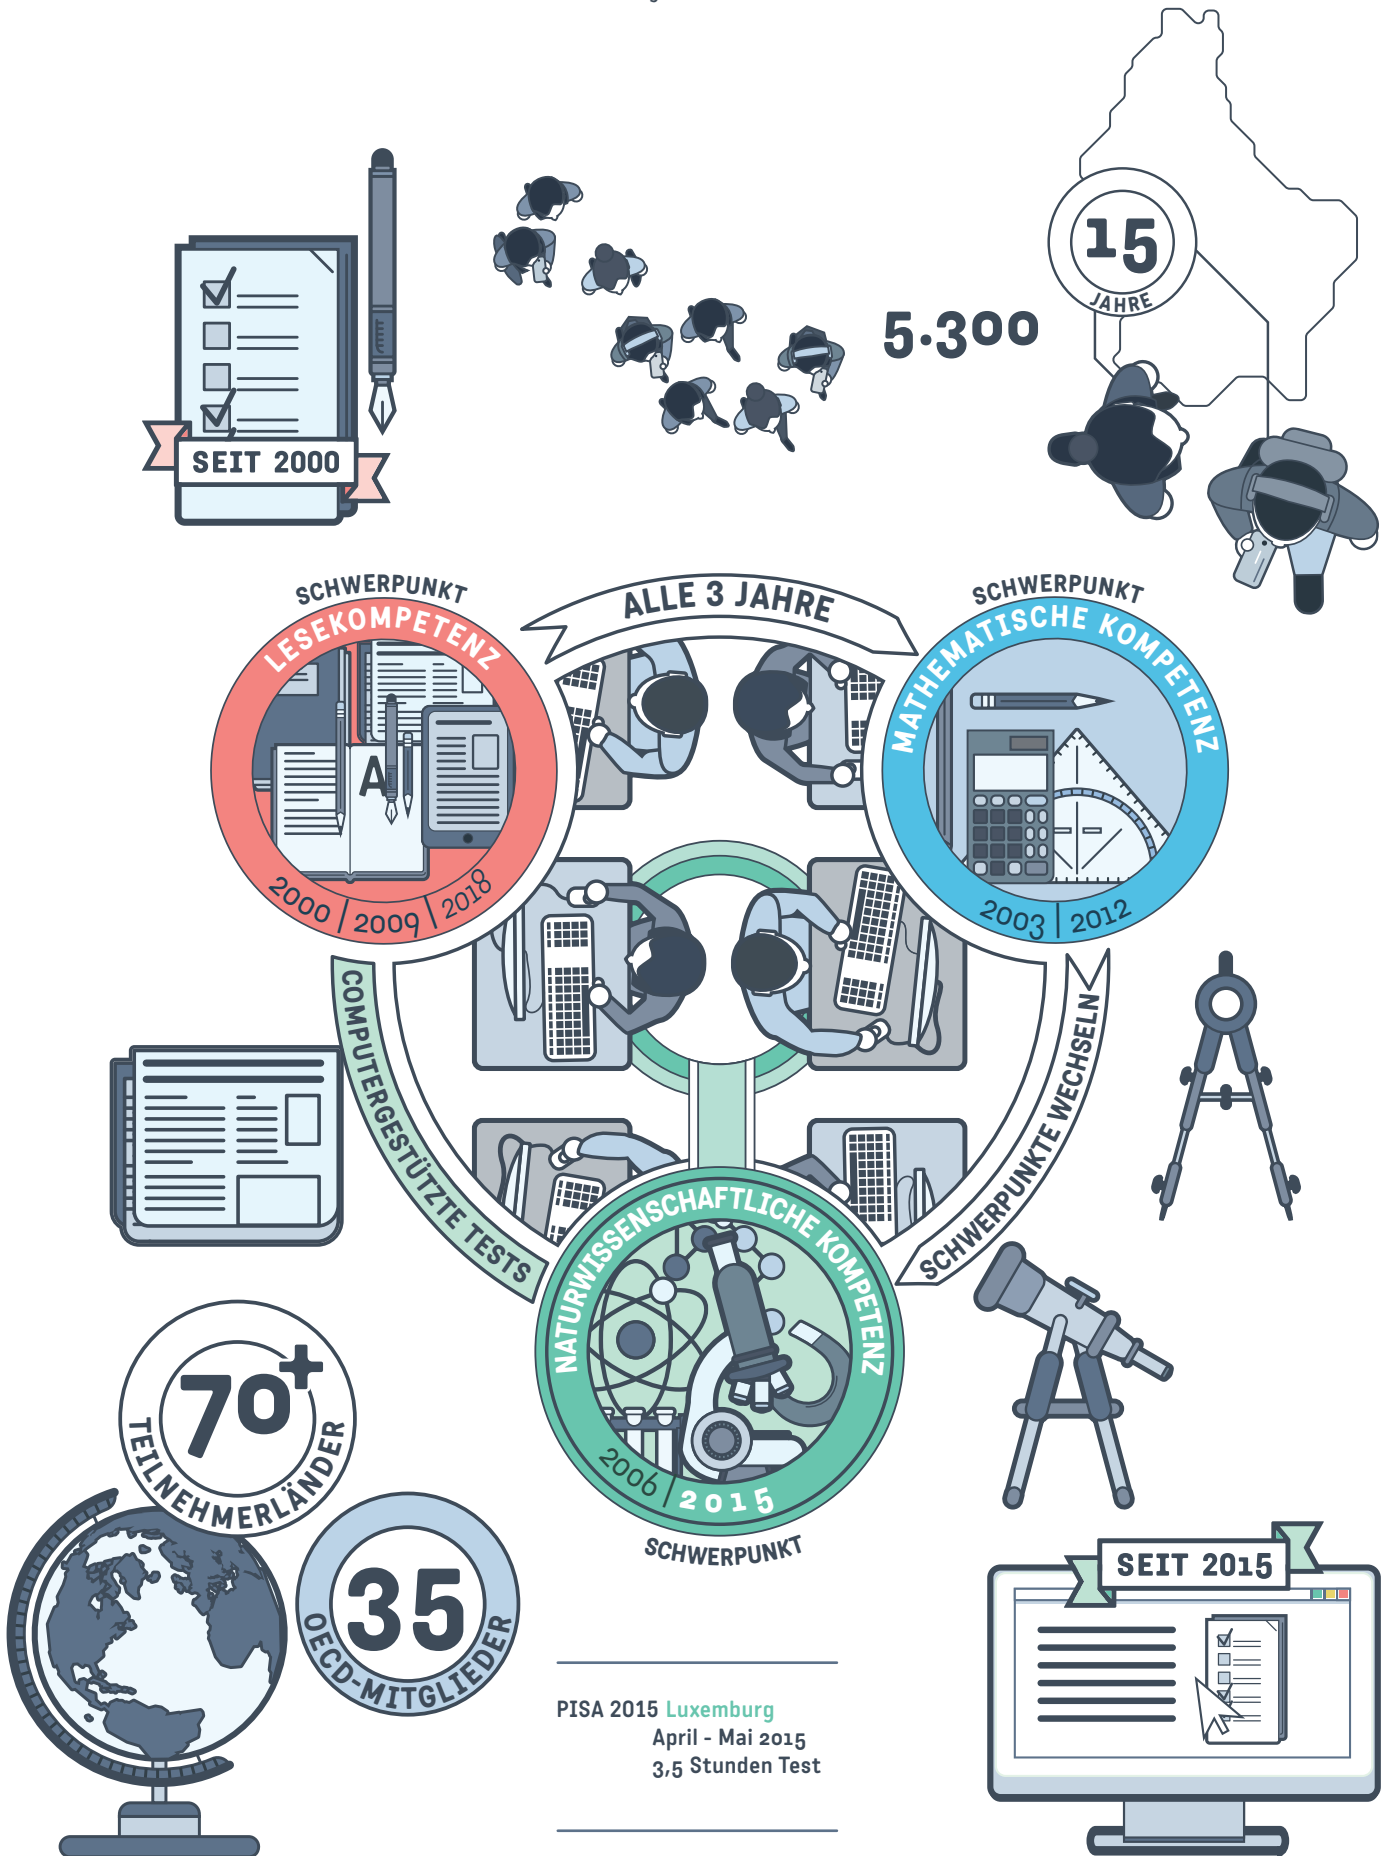 15
JAHRE
5.300
SEIT 2000
SCHWERPUNKT
LESEKOMPETENZ
A
2000 | 2009 | 2018
ALLE 3 JAHRE
SCHWERPUNKT
MATHEMATISCHE KOMPETENZ
2003 | 2012
COMPUTERGESTÜTZTE TESTS
SCHWERPUNKTE WECHSELN
NATURWISSENSCHAFTLICHE KOMPETENZ
2006 | 2015
SCHWERPUNKT
70+
TEILNEHMERLÄNDER
35
OECD-MITGLIEDER
SEIT 2015
PISA 2015 Luxemburg
April - Mai 2015
3,5 Stunden Test